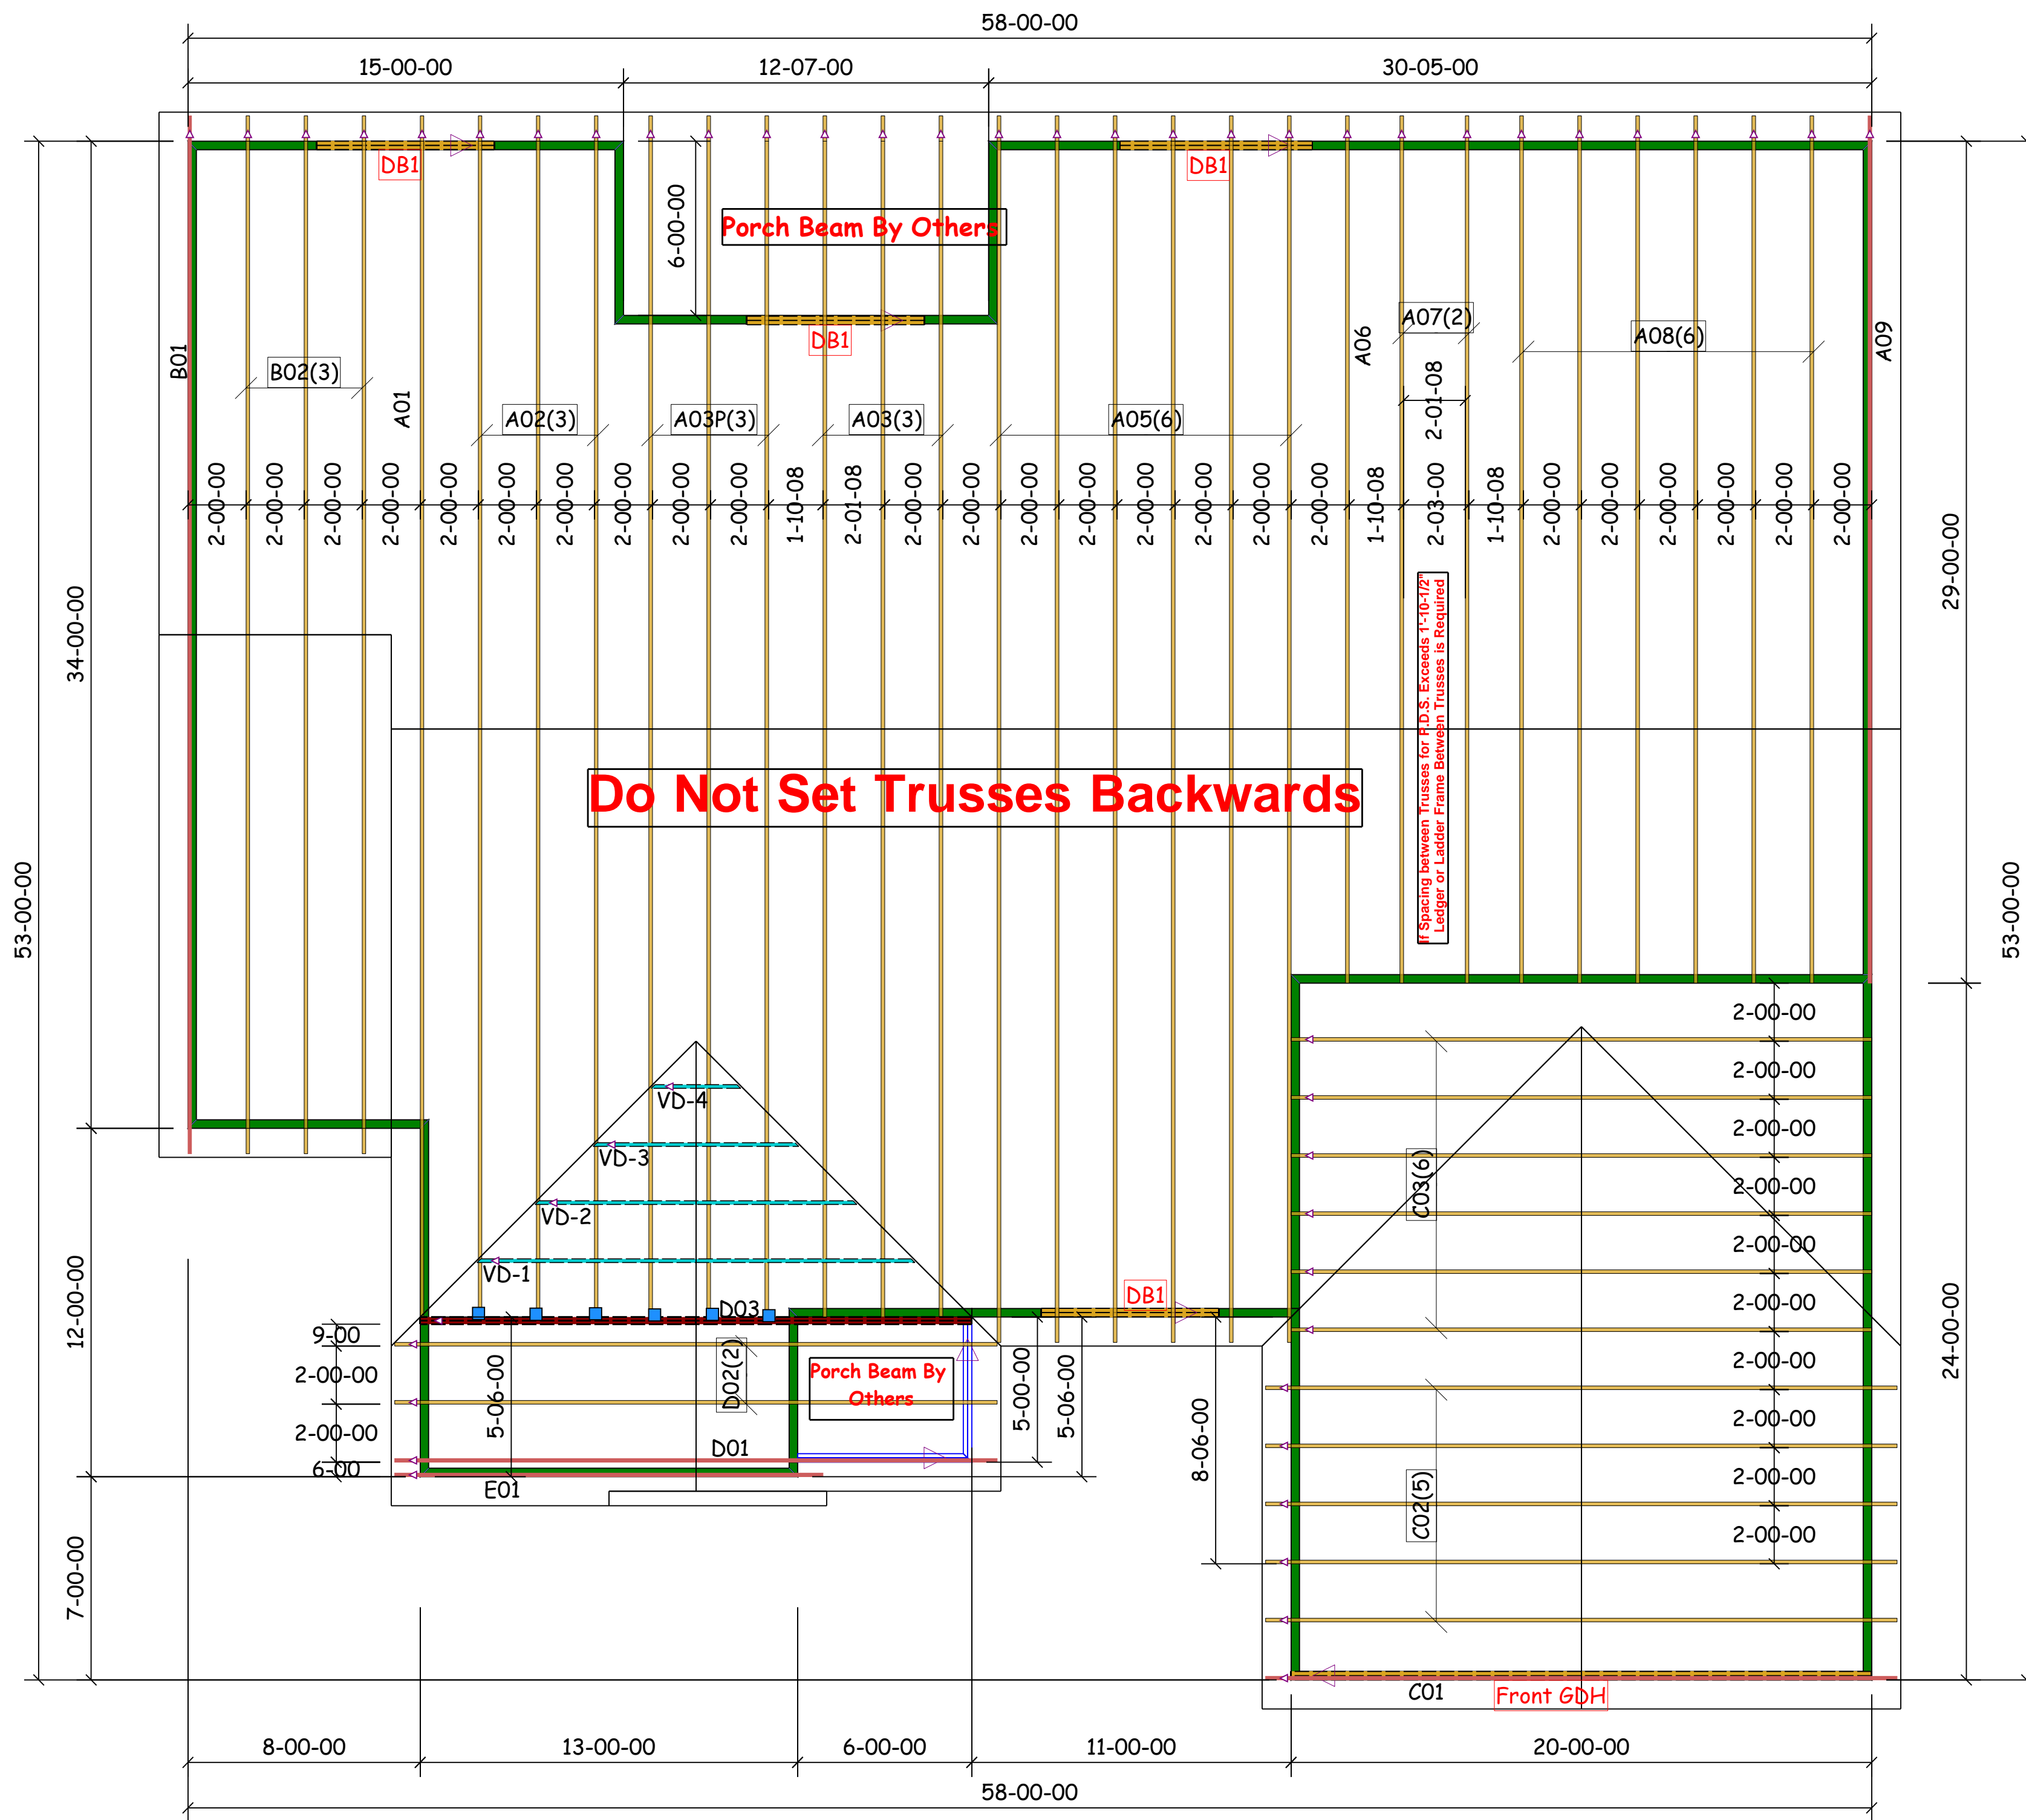 58-00-00
15-00-00
12-07-00
30-05-00
DB1
DB1
6-00-00
Porch Beam By Others
DB1
B01
B02(3)
A01
A02(3)
A03P(3)
A03(3)
A05(6)
A06
A07(2)
2-01-08
A08(6)
A09
2-00-00
2-00-00
2-00-00
2-00-00
2-00-00
2-00-00
2-00-00
2-00-00
2-00-00
2-00-00
1-10-08
2-01-08
2-00-00
2-00-00
2-00-00
2-00-00
2-00-00
2-00-00
2-00-00
2-00-00
1-10-08
2-03-00
1-10-08
2-00-00
2-00-00
2-00-00
2-00-00
2-00-00
2-00-00
If Spacing between Trusses for P.D.S. Exceeds 1'-10-1/2"
Ledger or Ladder Frame Between Trusses is Required
29-00-00
34-00-00
53-00-00
53-00-00
Do Not Set Trusses Backwards
2-00-00
2-00-00
2-00-00
2-00-00
2-00-00
2-00-00
2-00-00
2-00-00
2-00-00
2-00-00
C03(6)
C02(5)
VD-4
VD-3
VD-2
VD-1
D03
DB1
12-00-00
9-00
2-00-00
2-00-00
6-00
5-06-00
D02(2)
Porch Beam By
Others
5-00-00
5-06-00
8-06-00
24-00-00
D01
E01
7-00-00
C01
Front GDH
8-00-00
13-00-00
6-00-00
11-00-00
20-00-00
58-00-00